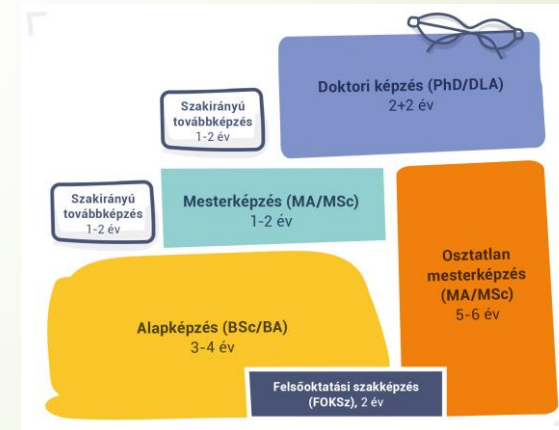 Doktori képzés (PhD/DLA)
2+2 év
Szakirányú
továbbképzés
1-2 év
Mesterképzés (MA/MSc)
1-2 év
Szakirányú
továbbképzés
1-2 év
Osztatlan
mesterképzés
(MA/MSc)
5-6 év
Alapképzés (BSc/BA)
3-4 év
Felsőoktatási szakképzés
(FOKSz), 2 év